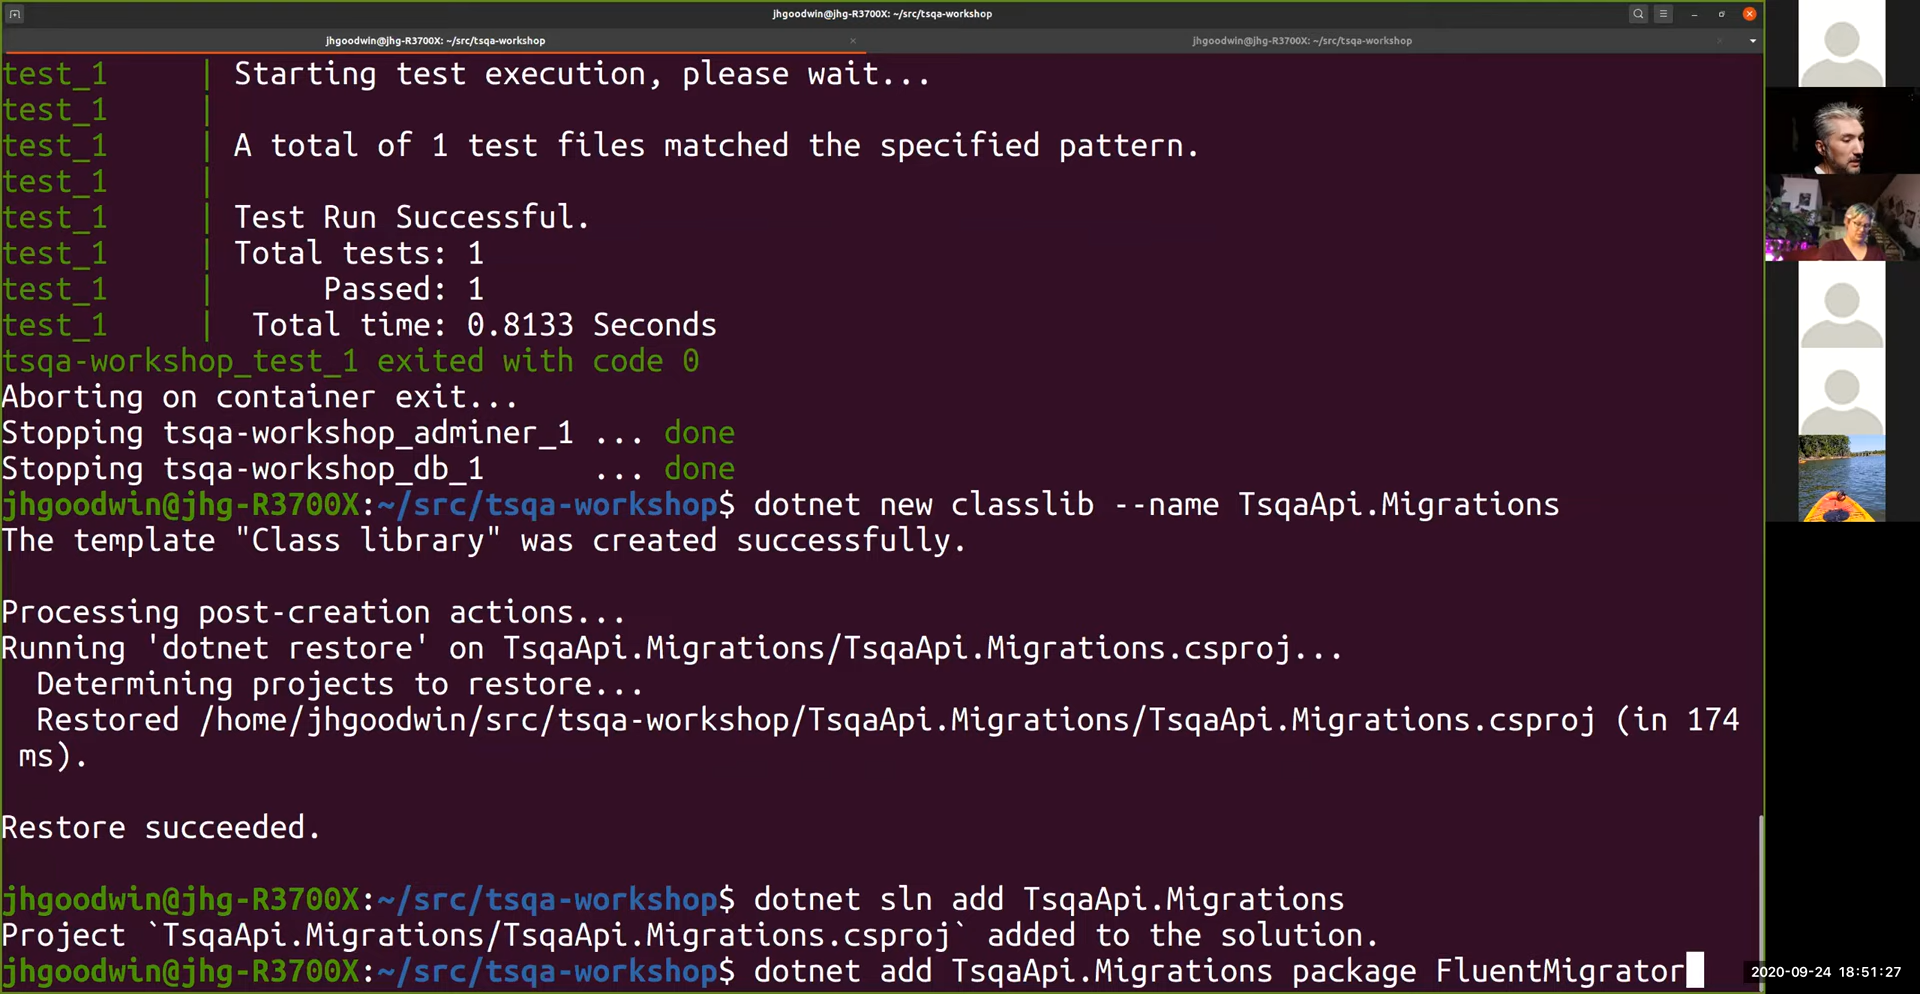 jhgoodwin@jhg-R3700X: ~/src/tsqa-workshop
jhgoodwin@jhg-R3700X: ~/src/tsqa-workshop
jhgoodwin@jhg-R3700X: ~/src/tsqa-workshop
test_1 | Starting test execution, please wait...
test_1 |
test_1 | A total of 1 test files matched the specified pattern.
test_1 |
test_1 | Test Run Successful.
test_1 | Total tests: 1
test_1 | Passed: 1
test_1 | Total time: 0.8133 Seconds
tsqa-workshop_test_1 exited with code 0
Aborting on container exit...
Stopping tsqa-workshop_adminer_1 ... done
Stopping tsqa-workshop_db_1 ... done
jhgoodwin@jhg-R3700X:~/src/tsqa-workshop$ dotnet new classlib --name TsqaApi.Migrations
The template "Class library" was created successfully.
Processing post-creation actions...
Running 'dotnet restore' on TsqaApi.Migrations/TsqaApi.Migrations.csproj...
Determining projects to restore...
Restored /home/jhgoodwin/src/tsqa-workshop/TsqaApi.Migrations/TsqaApi.Migrations.csproj (in 174
ms).
Restore succeeded.
jhgoodwin@jhg-R3700X:~/src/tsqa-workshop$ dotnet sln add TsqaApi.Migrations
Project `TsqaApi.Migrations/TsqaApi.Migrations.csproj` added to the solution.
jhgoodwin@jhg-R3700X:~/src/tsqa-workshop$ dotnet add TsqaApi.Migrations package FluentMigrator
2020-09-24 18:51:27